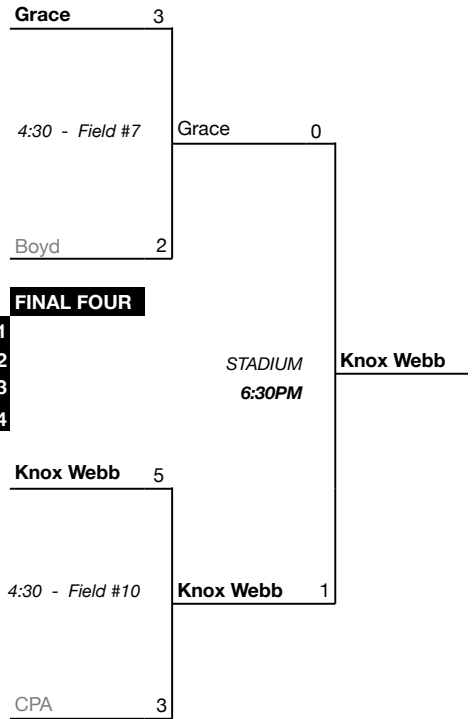 Grace 3
4:30 - Field #7
Grace 0
Boyd 2
FINAL FOUR
1
2
3
4
STADIUM
6:30PM
Knox Webb
Knox Webb 5
4:30 - Field #10
Knox Webb 1
CPA 3